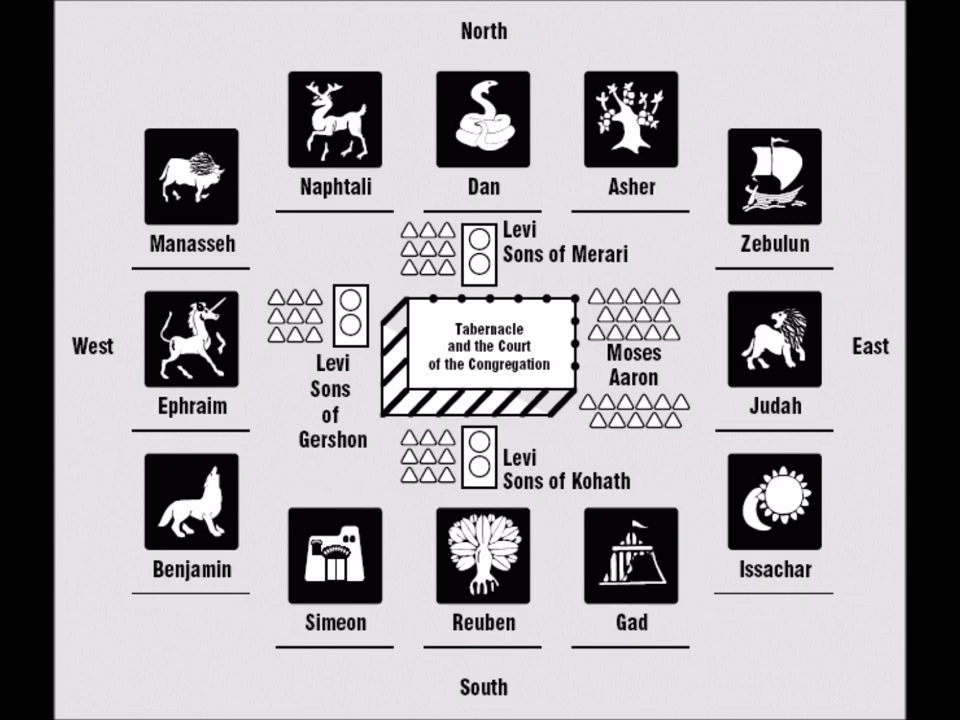 North
Naphtali
Dan
Asher
Manasseh
Zebulun
Levi
Sons of Merari
West
Ephraim
Levi
Sons
of
Gershon
Tabernacle
and the Court
of the Congregation
Moses
Aaron
Judah
East
Levi
Sons of Kohath
Benjamin
Issachar
Simeon
Reuben
Gad
South